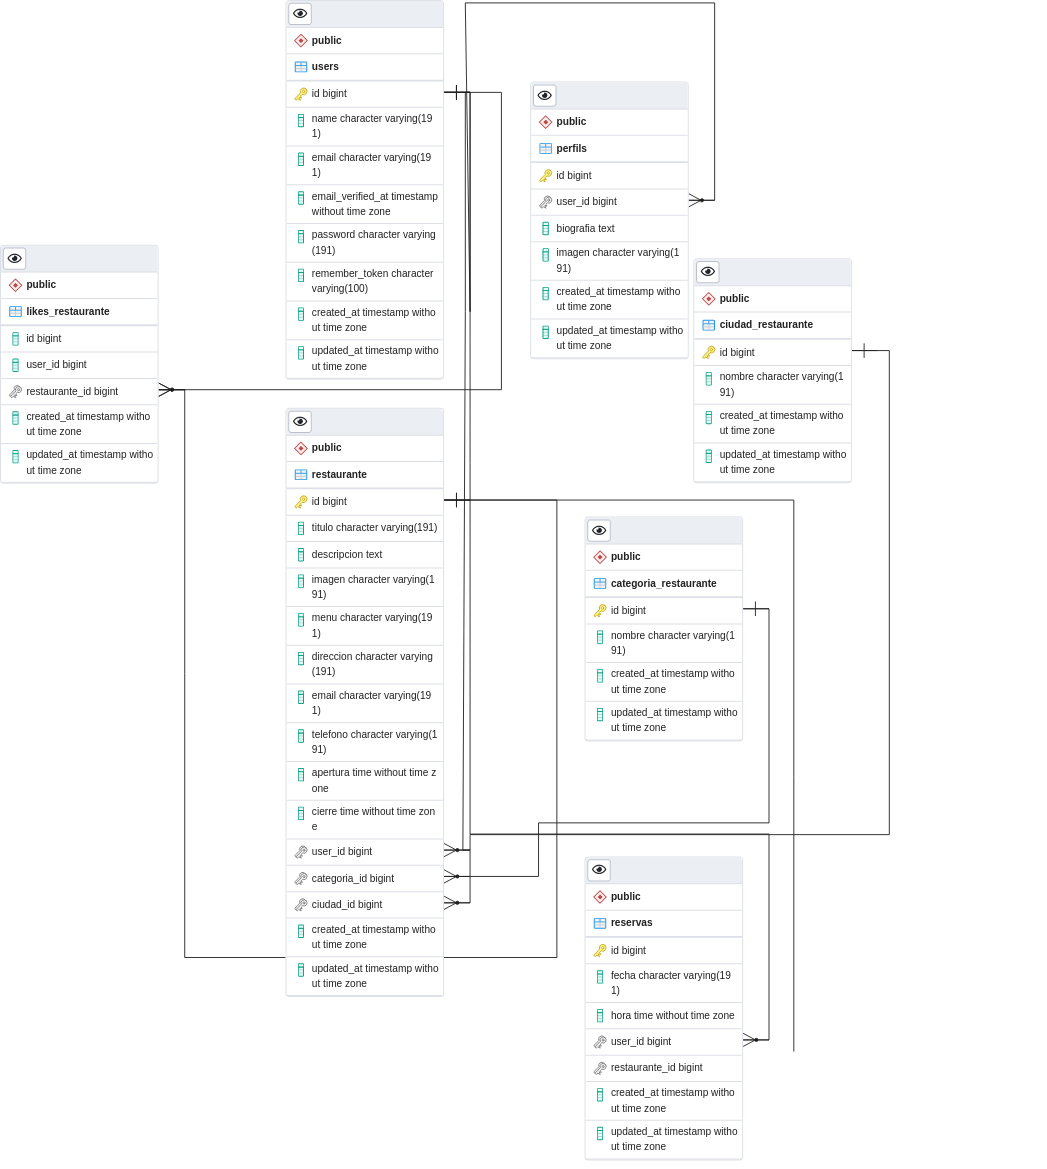 public
users
id bigint
name character varying(19
1)
email character varying(19
1)
email_verified_at timestamp
without time zone
password character varying
(191)
remember_token character
varying(100)
created_at timestamp witho
ut time zone
updated_at timestamp witho
ut time zone
public
perfils
id bigint
user_id bigint
biografia text
imagen character varying(1
91)
created_at timestamp witho
ut time zone
updated_at timestamp witho
ut time zone
public
likes_restaurante
id bigint
user_id bigint
restaurante_id bigint
created_at timestamp witho
ut time zone
updated_at timestamp witho
ut time zone
public
ciudad_restaurante
id bigint
nombre character varying(1
91)
created_at timestamp witho
ut time zone
updated_at timestamp witho
ut time zone
public
restaurante
id bigint
titulo character varying(191)
descripcion text
imagen character varying(1
91)
menu character varying(19
1)
direccion character varying
(191)
email character varying(19
1)
telefono character varying(1
91)
apertura time without time z
one
cierre time without time zon
e
user_id bigint
categoria_id bigint
ciudad_id bigint
created_at timestamp witho
ut time zone
updated_at timestamp witho
ut time zone
public
categoria_restaurante
id bigint
nombre character varying(1
91)
created_at timestamp witho
ut time zone
updated_at timestamp witho
ut time zone
public
reservas
id bigint
fecha character varying(19
1)
hora time without time zone
user_id bigint
restaurante_id bigint
created_at timestamp witho
ut time zone
updated_at timestamp witho
ut time zone